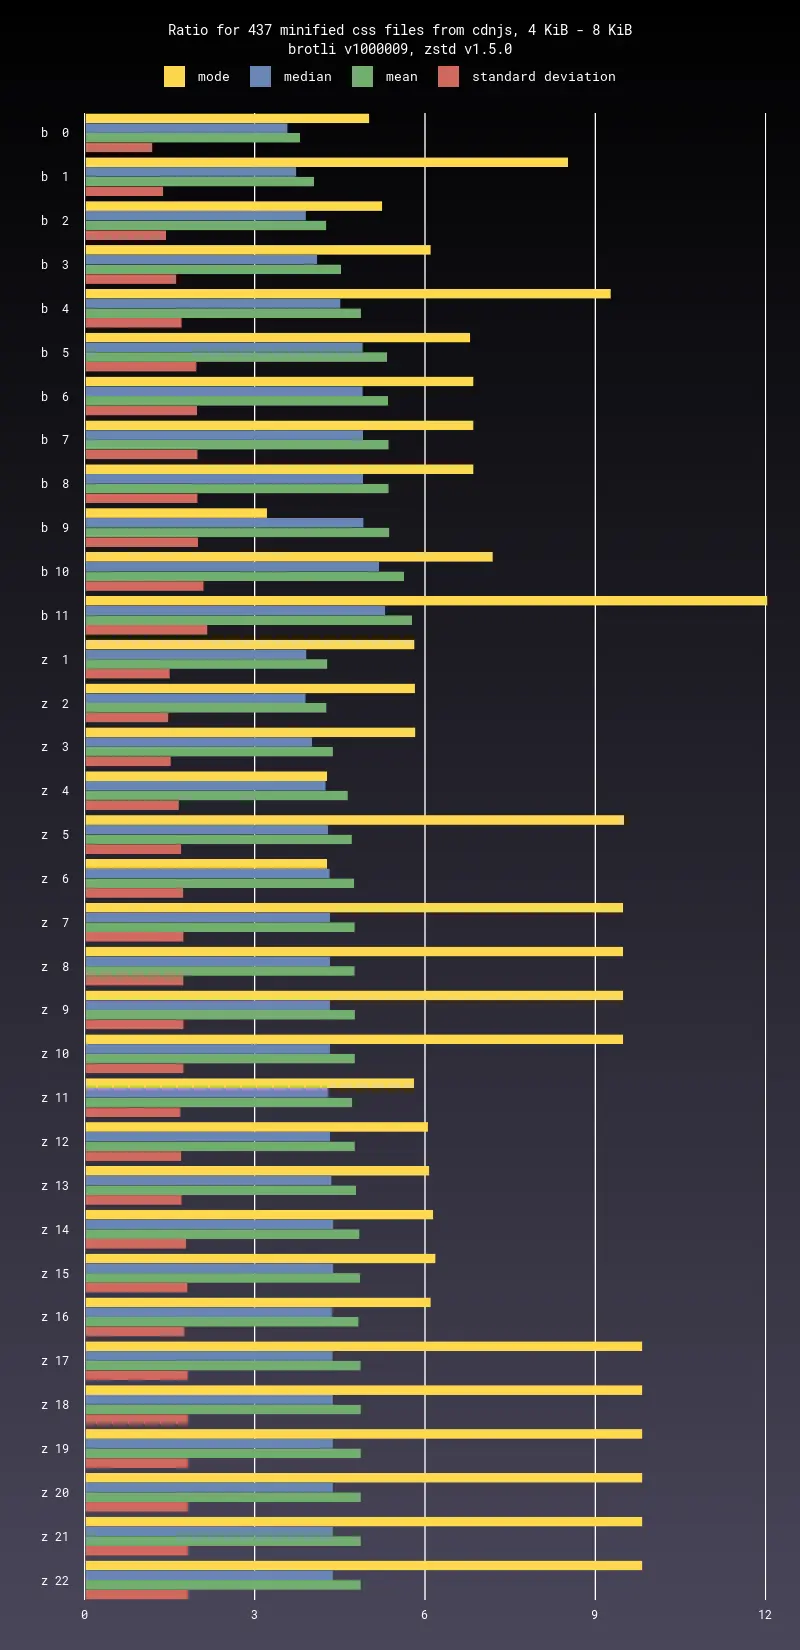 Ratio for 437 minified css files from cdnjs, 4 KiB - 8 KiB
brotli v1000009, zstd v1.5.0
mode median mean standard deviation
b 0
b 1
b 2
b 3
b 4
b 5
b 6
b 7
b 8
b 9
b 10
b 11
z 1
z 2
z 3
z 4
z 5
z 6
z 7
z 8
z 9
z 10
z 11
z 12
z 13
z 14
z 15
z 16
z 17
z 18
z 19
z 20
z 21
z 22
0 3 6 9 12